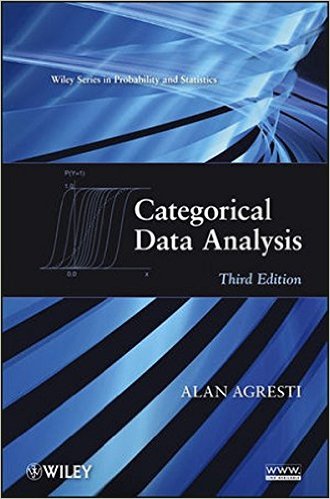 Wiley Series in Probability and Statistics
P(Y=1)
1.0
0.0
x
Categorical
Data Analysis
Third Edition
ALAN AGRESTI
WILEY
WWW.